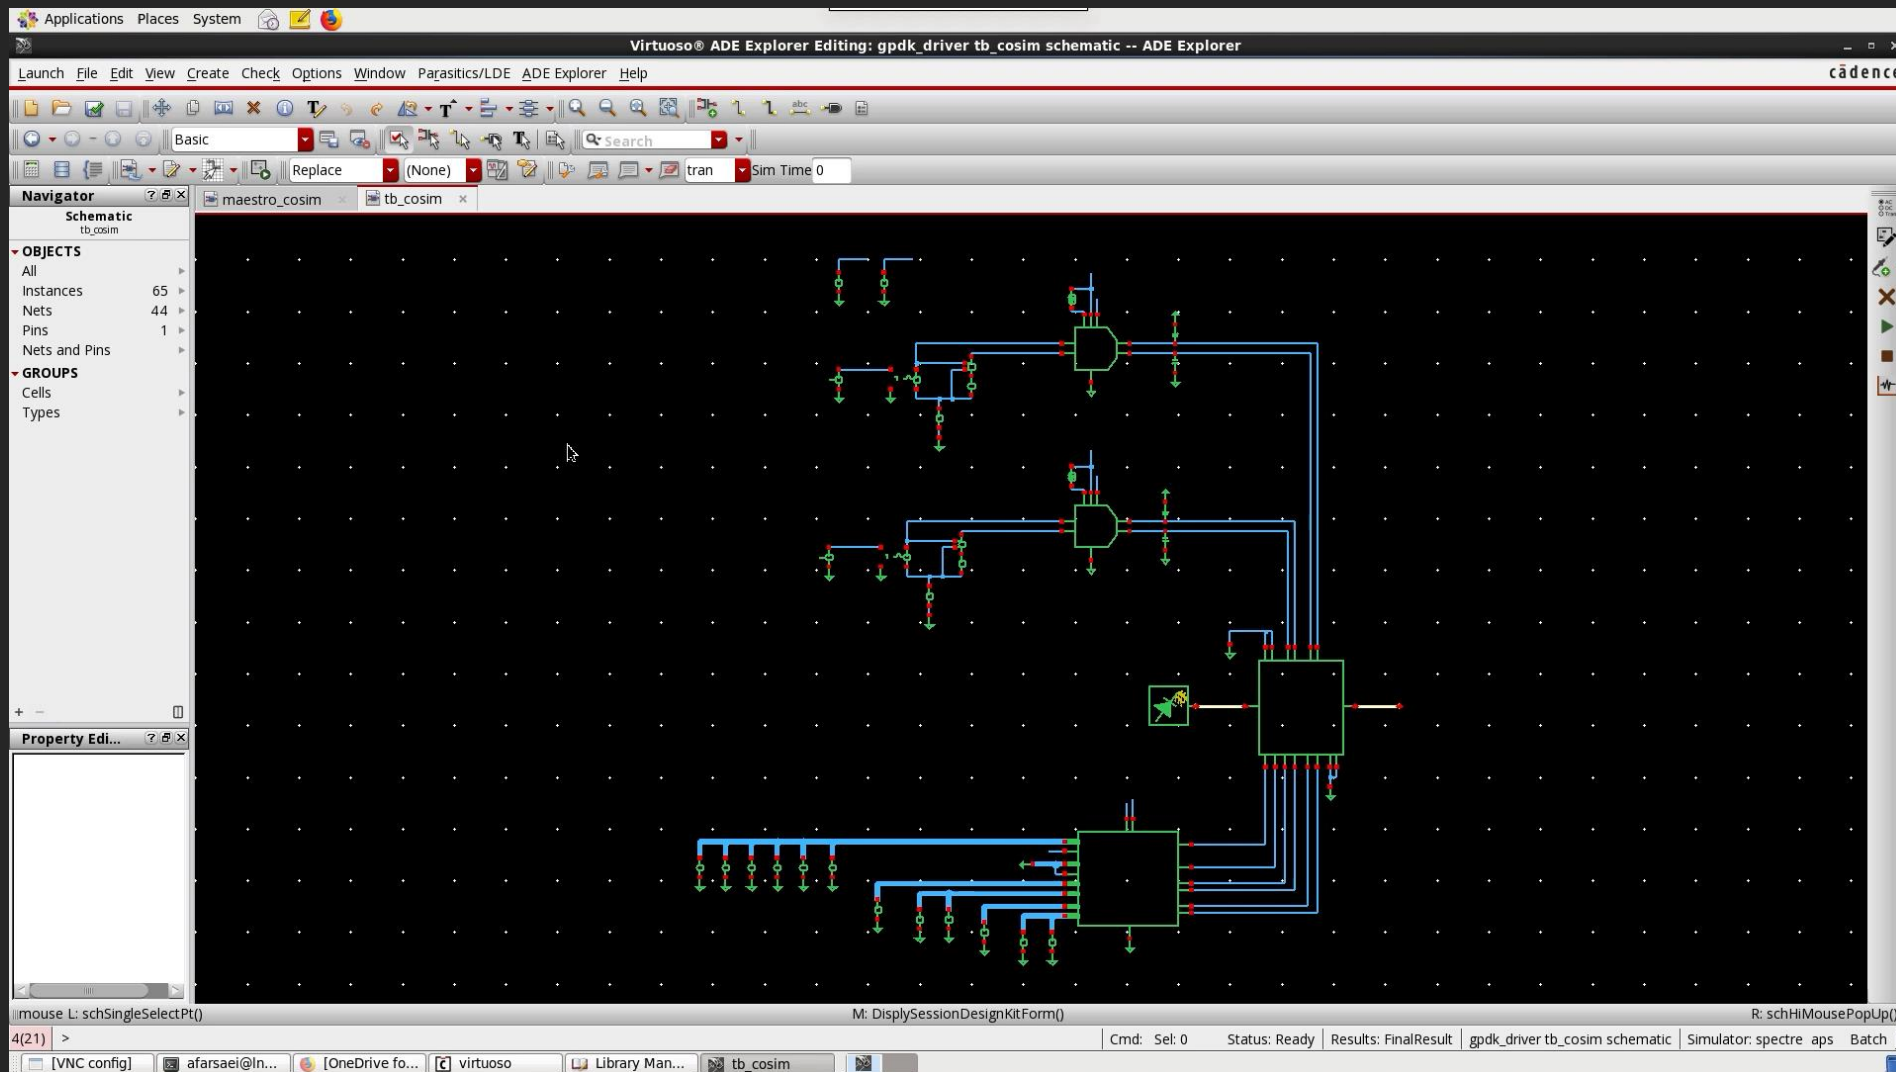 Applications Places System
Virtuoso® ADE Explorer Editing: gpdk_driver tb_cosim schematic -- ADE Explorer
Launch File Edit View Create Check Options Window Parasitics/LDE ADE Explorer Help
cādence
abc
Basic
Search
Replace (None) tran Sim Time 0
Navigator
maestro_cosim tb_cosim
Schematic
tb_cosim
OBJECTS
All
Instances 65
Nets 44
Pins 1
Nets and Pins
GROUPS
Cells
Types
Property Edi...
mouse L: schSingleSelectPt() M: DisplySessionDesignKitForm() R: schHiMousePopUp()
4(21) > Cmd: Sel: 0 Status: Ready Results: FinalResult gpdk_driver tb_cosim schematic Simulator: spectre aps Batch
[VNC config] afarsaei@ln... [OneDrive fo... virtuoso Library Man... tb_cosim